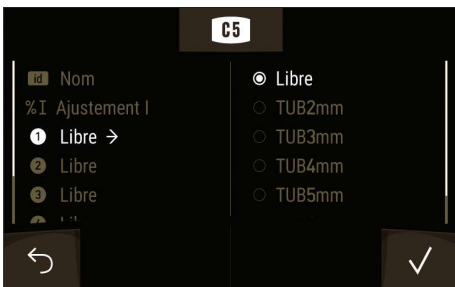 C5
id Nom
%I Ajustement I
1 Libre →
2 Libre
3 Libre
Libre
TUB2mm
TUB3mm
TUB4mm
TUB5mm